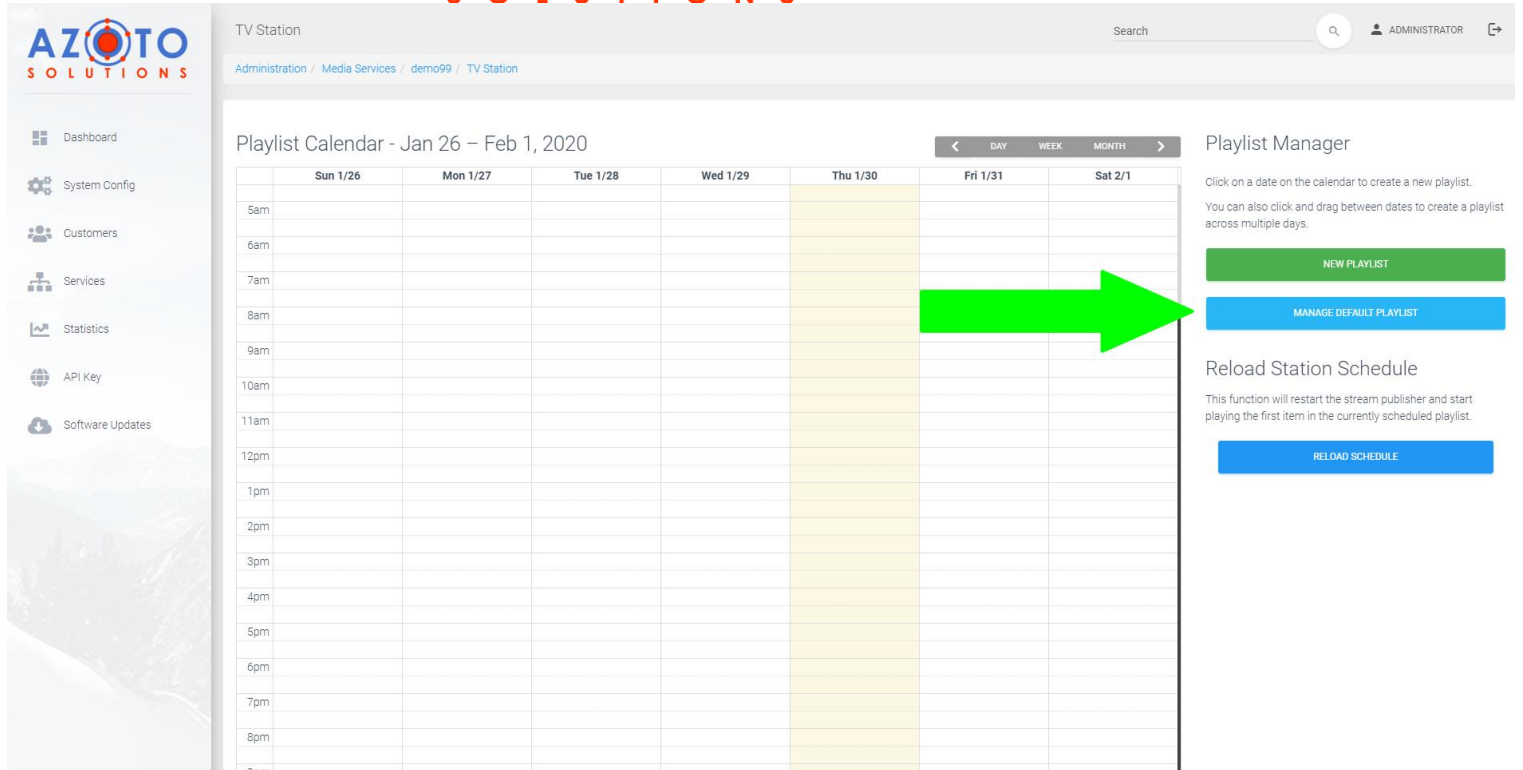 SOLUTIONS
AZOTO
SOLUTIONS
TV Station
Search
ADMINISTRATOR
Administration / Media Services / demo99 / TV Station
Dashboard
System Config
Customers
Services
Statistics
API Key
Software Updates
Playlist Calendar - Jan 26 – Feb 1, 2020
DAY WEEK MONTH
Sun 1/26 Mon 1/27 Tue 1/28 Wed 1/29 Thu 1/30 Fri 1/31 Sat 2/1
5am
6am
7am
8am
9am
10am
11am
12pm
1pm
2pm
3pm
4pm
5pm
6pm
7pm
8pm
Playlist Manager
Click on a date on the calendar to create a new playlist.
You can also click and drag between dates to create a playlist
across multiple days.
NEW PLAYLIST
MANAGE DEFAULT PLAYLIST
Reload Station Schedule
This function will restart the stream publisher and start
playing the first item in the currently scheduled playlist.
RELOAD SCHEDULE